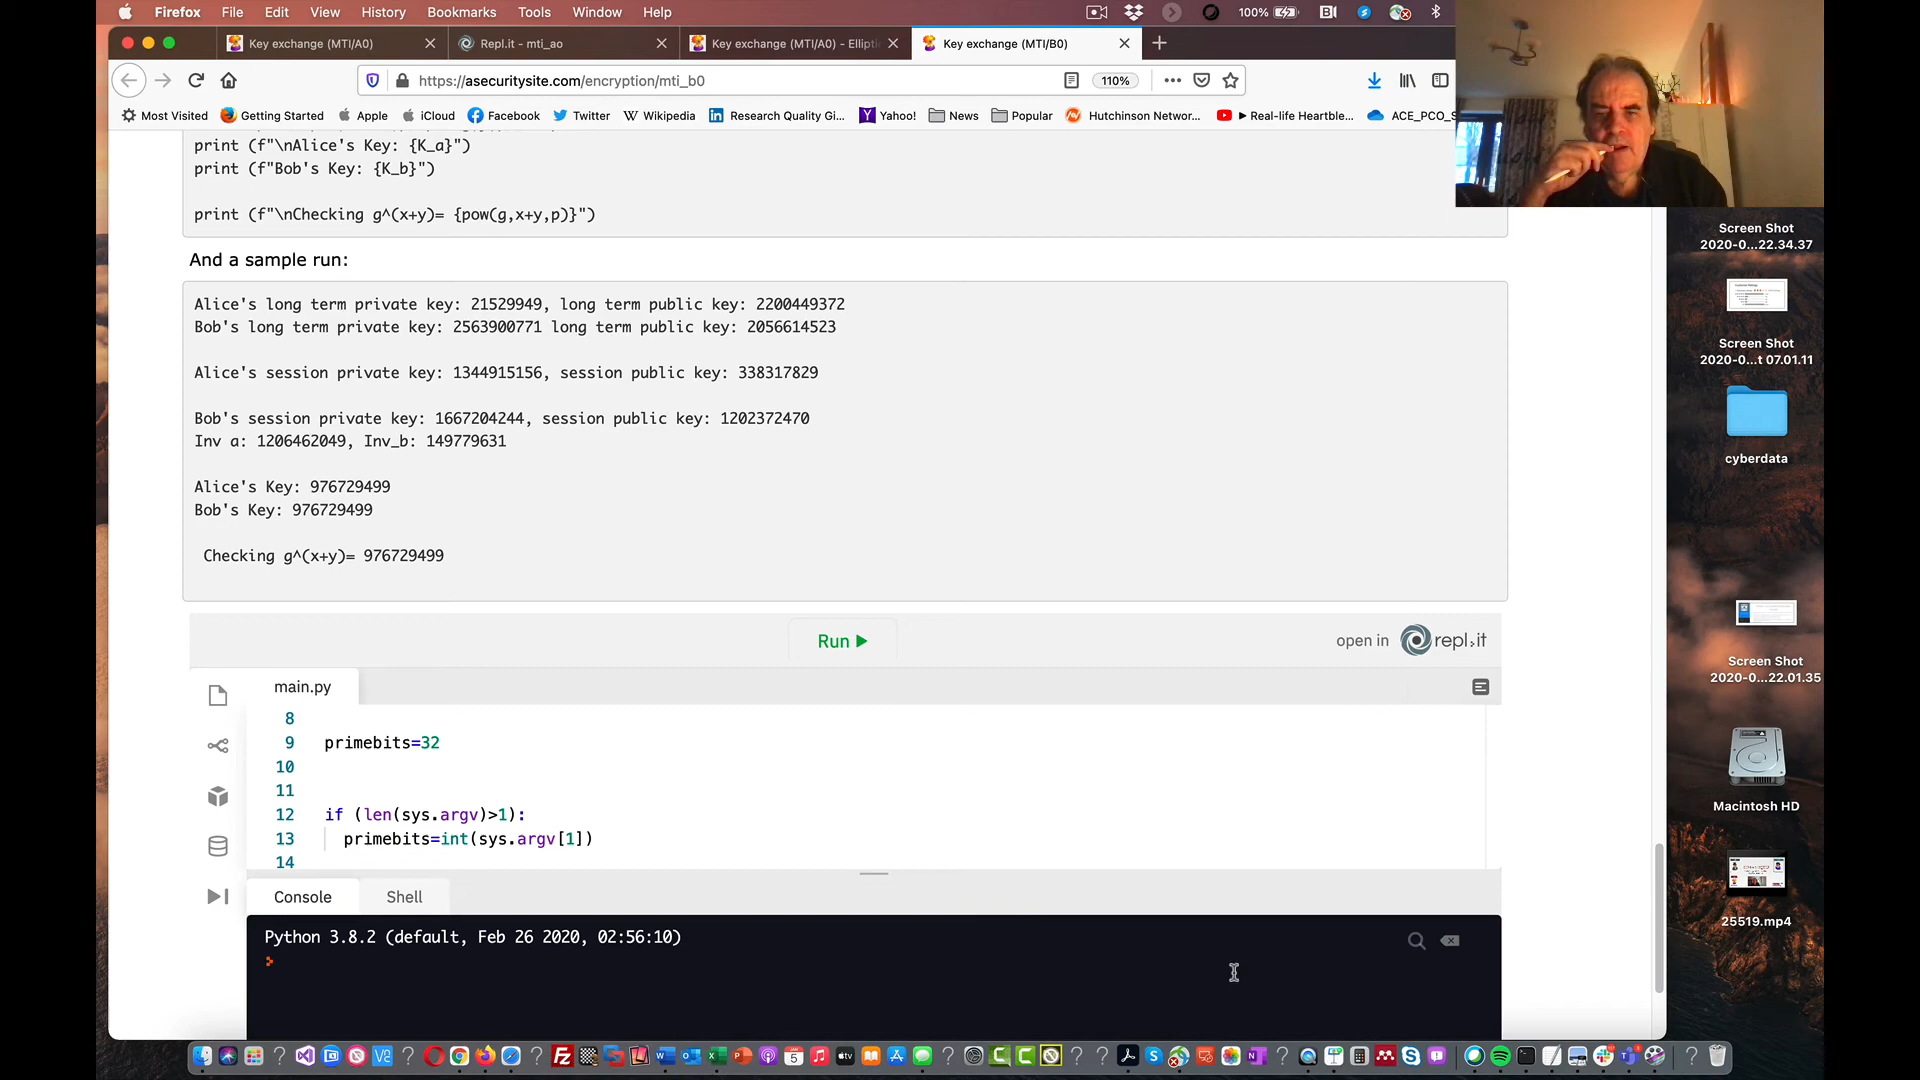 Firefox File Edit View History Bookmarks Tools Window Help 100%
Key exchange (MTI/A0) Repl.it - mti_ao Key exchange (MTI/A0) - Ellipti Key exchange (MTI/B0)
https://asecuritysite.com/encryption/mti_b0 110%
Most Visited Getting Started Apple iCloud Facebook Twitter Wikipedia Research Quality Gi... Yahoo! News Popular Hutchinson Networ... ► Real-life Heartble... ACE_PCO_S
print (f"\nAlice's Key: {K_a}")
print (f"Bob's Key: {K_b}")
print (f"\nChecking g^(x+y)= {pow(g,x+y,p)}")
And a sample run:
Alice's long term private key: 21529949, long term public key: 2200449372
Bob's long term private key: 2563900771 long term public key: 2056614523
Alice's session private key: 1344915156, session public key: 338317829
Bob's session private key: 1667204244, session public key: 1202372470
Inv a: 1206462049, Inv_b: 149779631
Alice's Key: 976729499
Bob's Key: 976729499
Checking g^(x+y)= 976729499
Run open in repl.it
main.py
8
9 primebits=32
10
11
12 if (len(sys.argv)>1):
13 primebits=int(sys.argv[1])
14
Console Shell
Python 3.8.2 (default, Feb 26 2020, 02:56:10)
Screen Shot
2020-0...22.34.37
Screen Shot
2020-0...t 07.01.11
cyberdata
Screen Shot
2020-0...22.01.35
Macintosh HD
25519.mp4